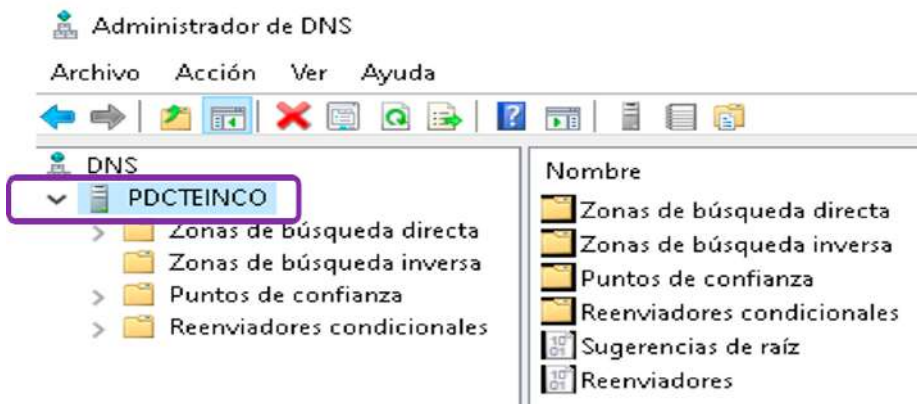 Administrador de DNS
Archivo Acción Ver Ayuda
DNS
PDCTEINCO
Zonas de búsqueda directa
Zonas de búsqueda inversa
Puntos de confianza
Reenviadores condicionales
Nombre
Zonas de búsqueda directa
Zonas de búsqueda inversa
Puntos de confianza
Reenviadores condicionales
Sugerencias de raíz
Reenviadores